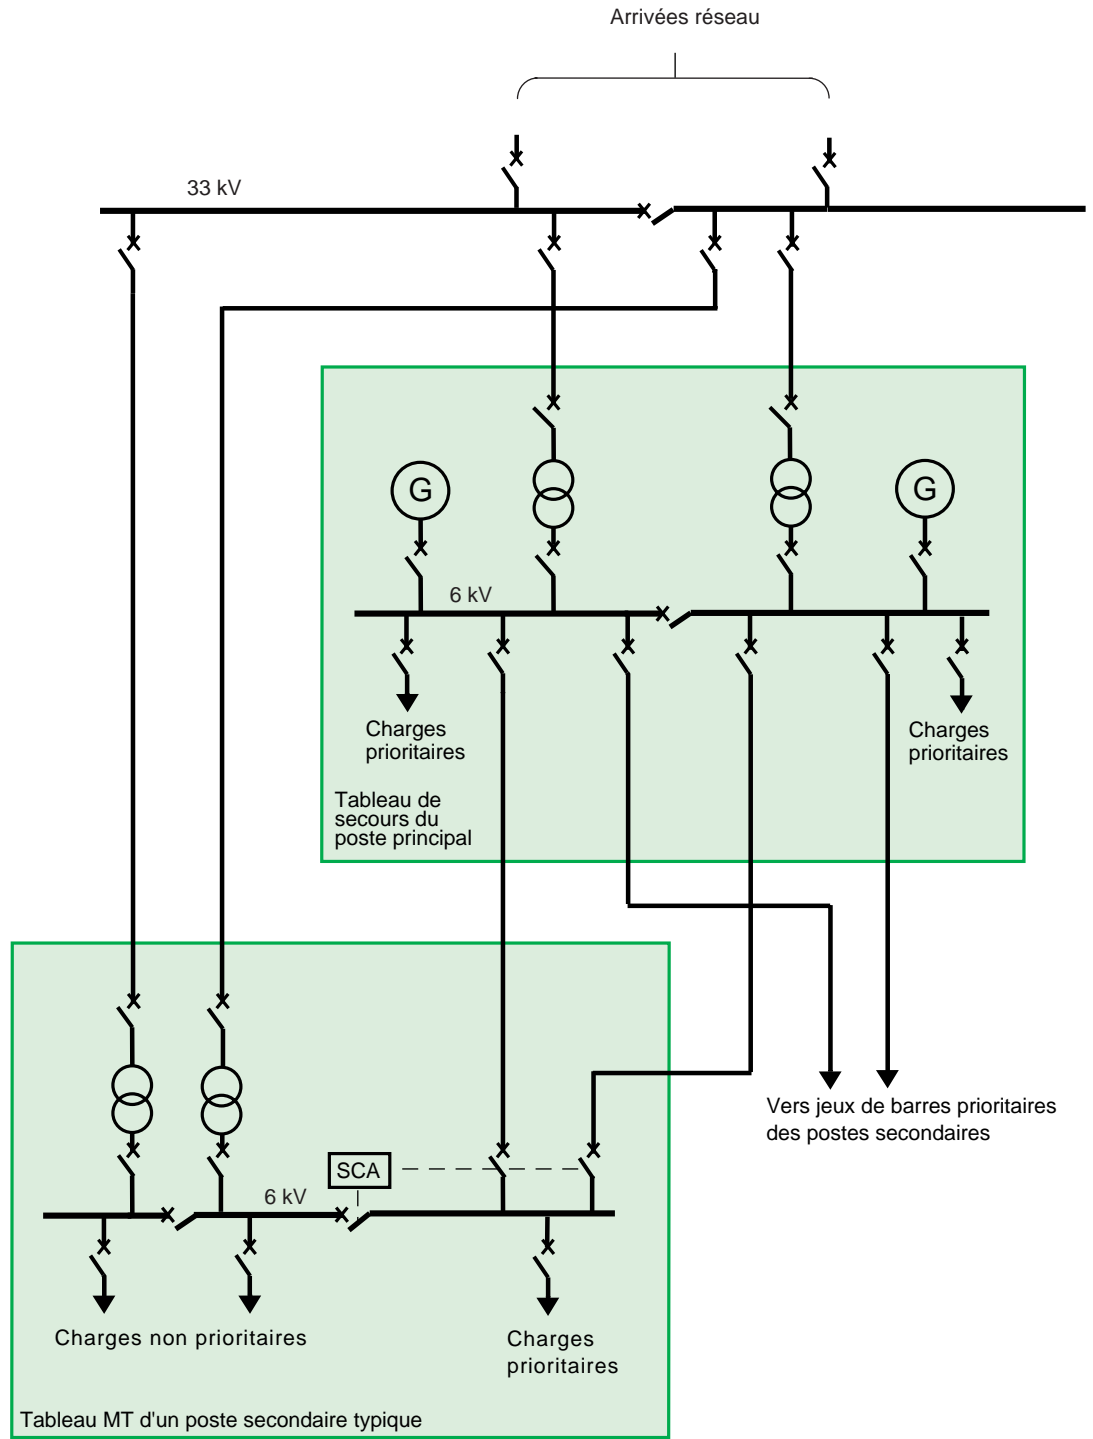 Arrivées réseau
33 kV
G
G
6 kV
Charges
prioritaires
Charges
prioritaires
Tableau de
secours du
poste principal
Vers jeux de barres prioritaires
des postes secondaires
SCA
6 kV
Charges non prioritaires
Charges
prioritaires
Tableau MT d'un poste secondaire typique